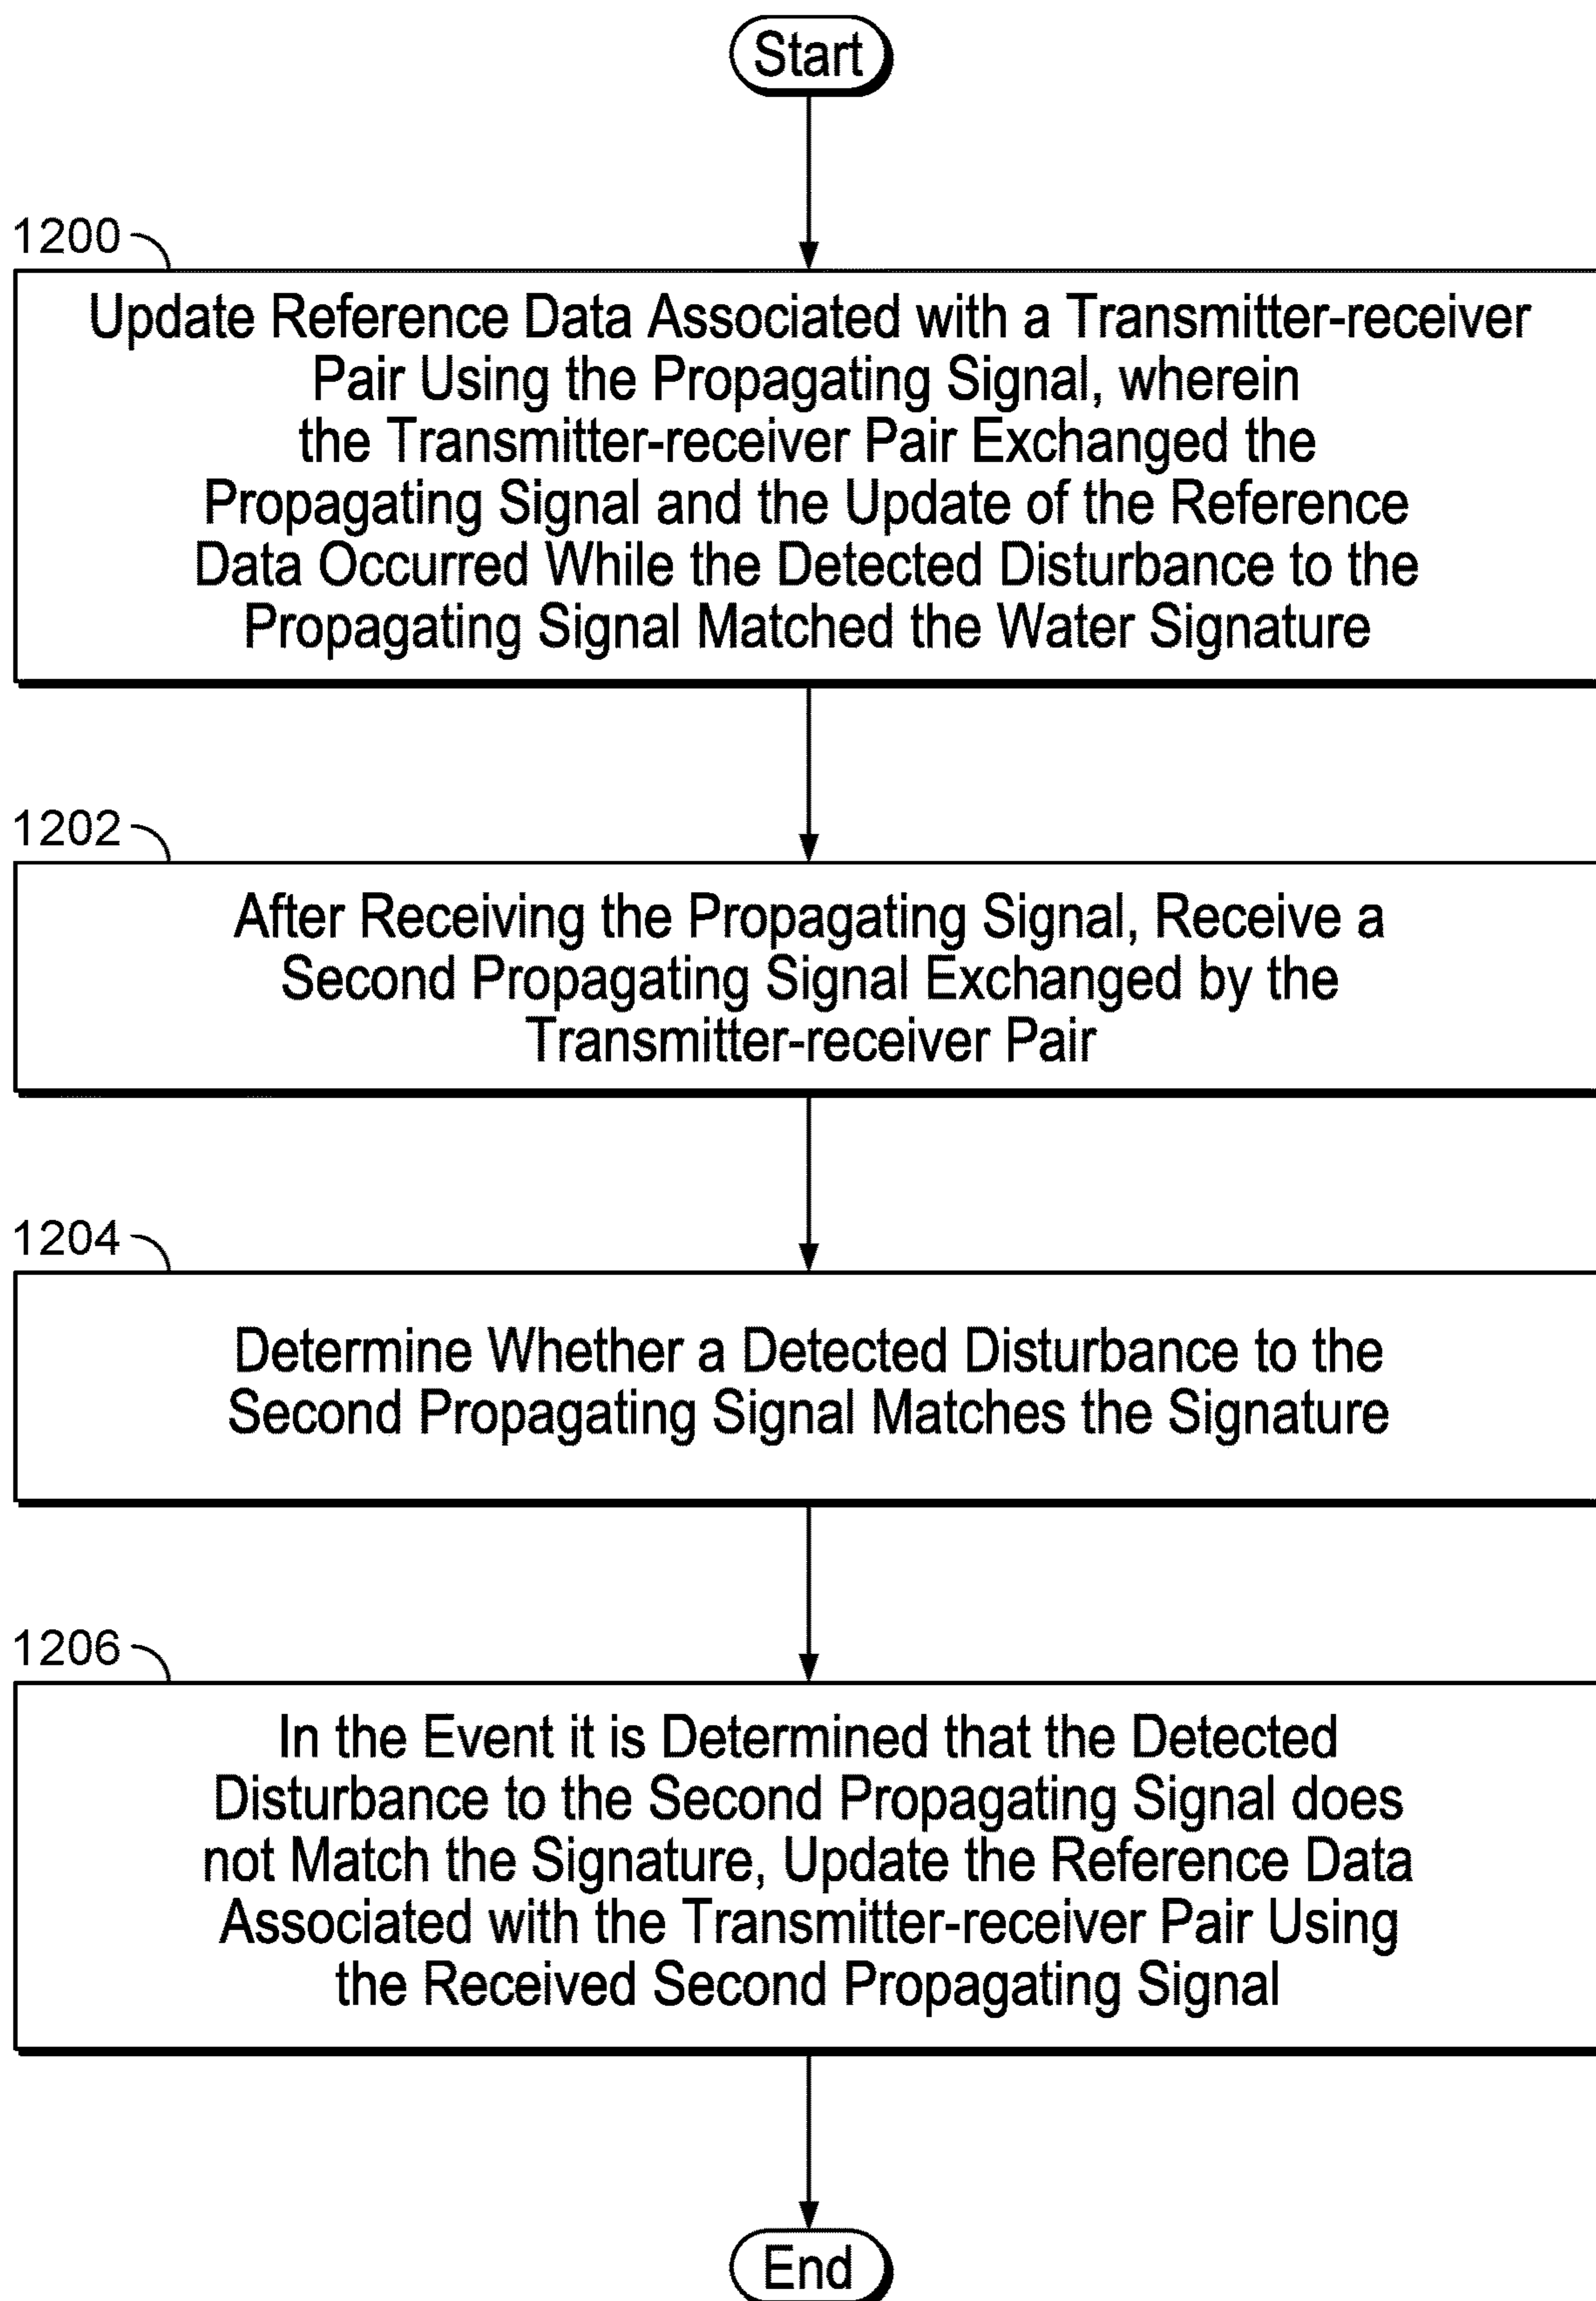 Start
1200
Update Reference Data Associated with a Transmitter-receiver
Pair Using the Propagating Signal, wherein
the Transmitter-receiver Pair Exchanged the
Propagating Signal and the Update of the Reference
Data Occurred While the Detected Disturbance to the
Propagating Signal Matched the Water Signature
1202
After Receiving the Propagating Signal, Receive a
Second Propagating Signal Exchanged by the
Transmitter-receiver Pair
1204
Determine Whether a Detected Disturbance to the
Second Propagating Signal Matches the Signature
1206
In the Event it is Determined that the Detected
Disturbance to the Second Propagating Signal does
not Match the Signature, Update the Reference Data
Associated with the Transmitter-receiver Pair Using
the Received Second Propagating Signal
End